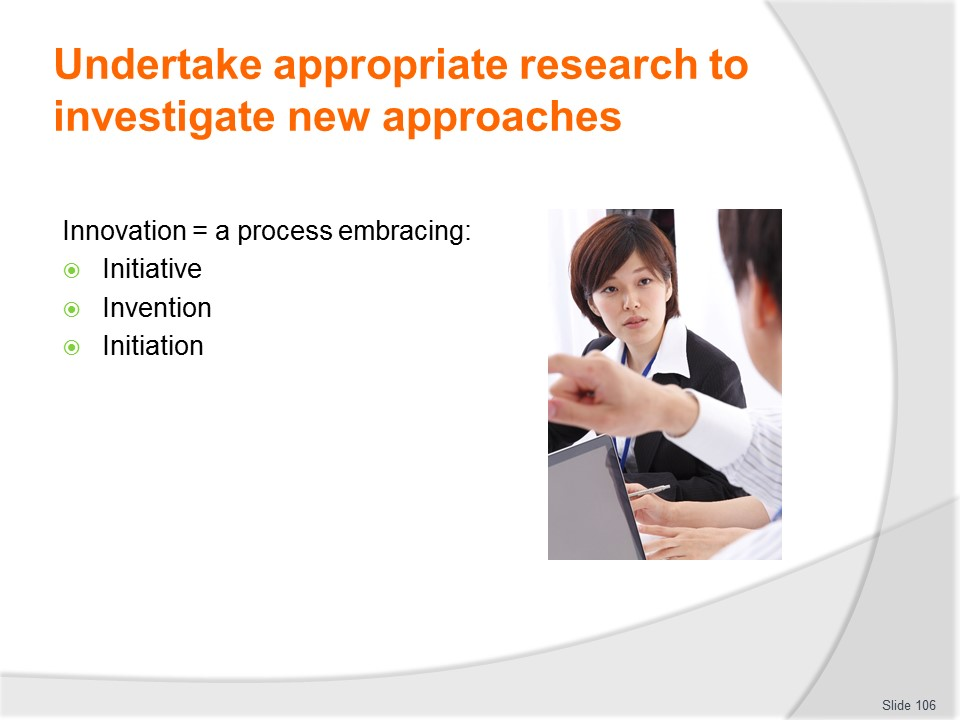 Undertake appropriate research to
investigate new approaches
Innovation = a process embracing:
Initiative
Invention
Initiation
Slide 106